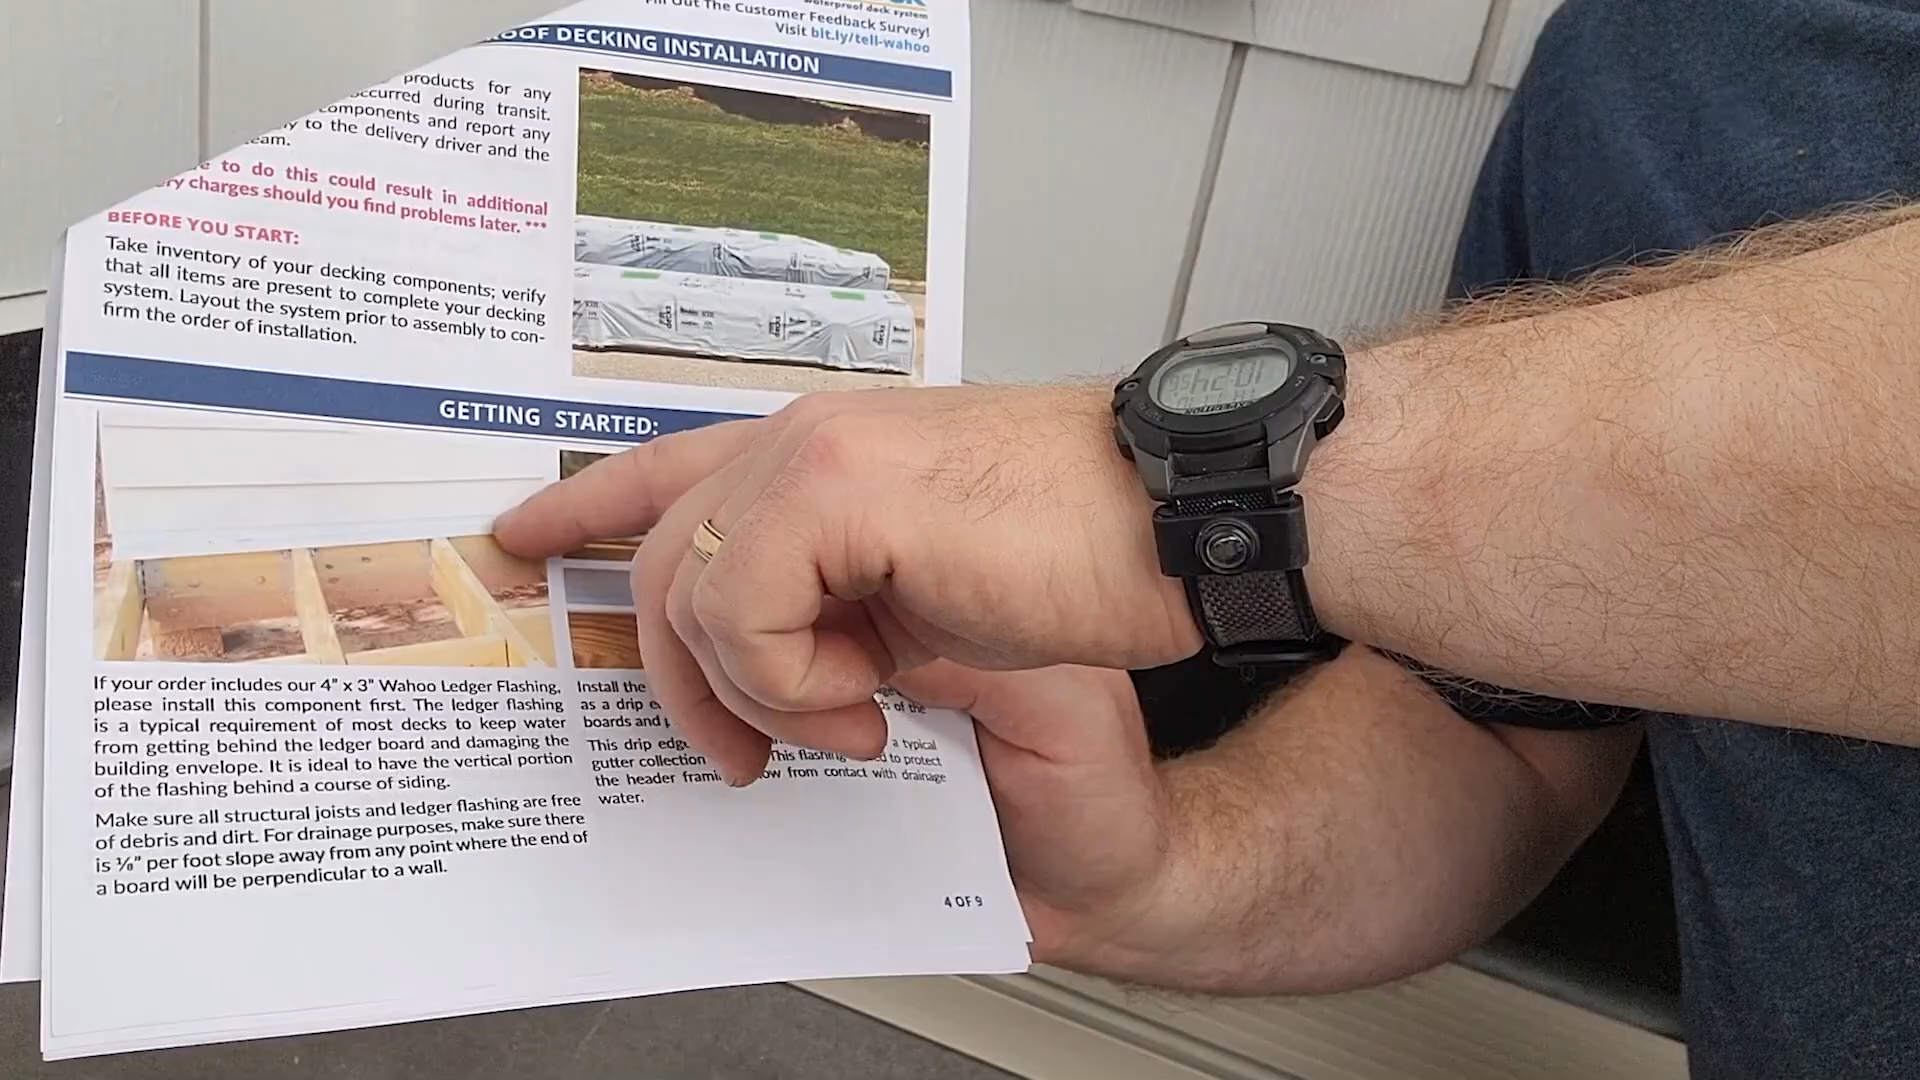 waterproof deck system
Out The Customer Feedback Survey!
Visit bit.ly/tell-wahoo
DECKING INSTALLATION
products for any
occurred during transit.
components and report any
to the delivery driver and the
to do this could result in additional
charges should you find problems later. ***
BEFORE YOU START:
Take inventory of your decking components; verify
that all items are present to complete your decking
system. Layout the system prior to assembly to con-
firm the order of installation.
GETTING STARTED:
If your order includes our 4" x 3" Wahoo Ledger Flashing,
please install this component first. The ledger flashing
is a typical requirement of most decks to keep water
from getting behind the ledger board and damaging the
building envelope. It is ideal to have the vertical portion
of the flashing behind a course of siding.
Make sure all structural joists and ledger flashing are free
of debris and dirt. For drainage purposes, make sure there
is ⅛" per foot slope away from any point where the end of
a board will be perpendicular to a wall.
Install the
as a drip
boards and
of the
This drip edge
a typical
gutter collection
This flashing
to protect
the header
from contact with drainage
water.
4 OF 9
10:24